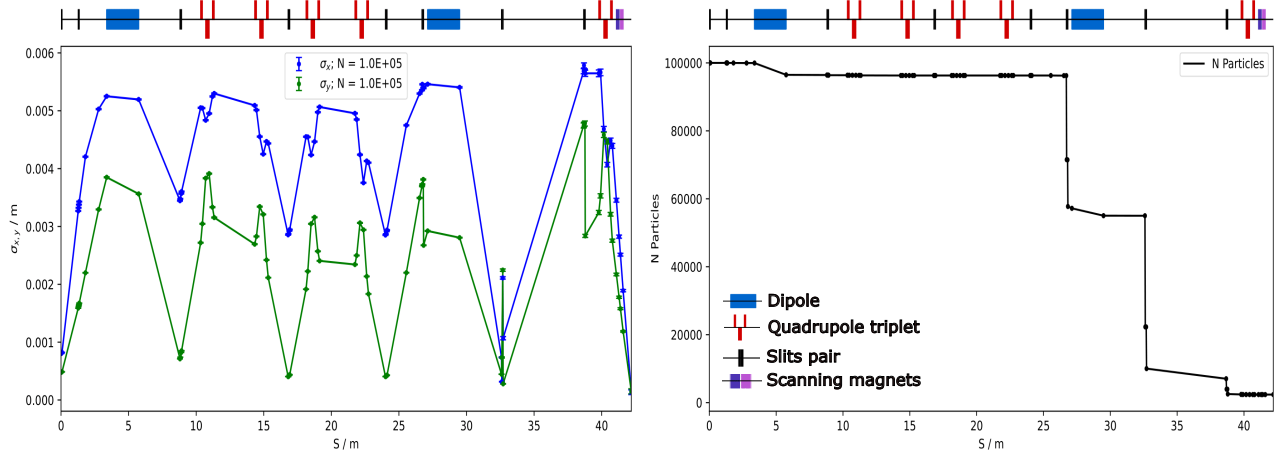 σx; N = 1.0E+05
σy; N = 1.0E+05
0.006
0.005
0.004
0.003
0.002
0.001
0.000
σx, y / m
0 5 10 15 20 25 30 35 40
S / m
N Particles
100000
80000
60000
40000
20000
0
N Particles
Dipole
Quadrupole triplet
Slits pair
Scanning magnets
0 5 10 15 20 25 30 35 40
S / m